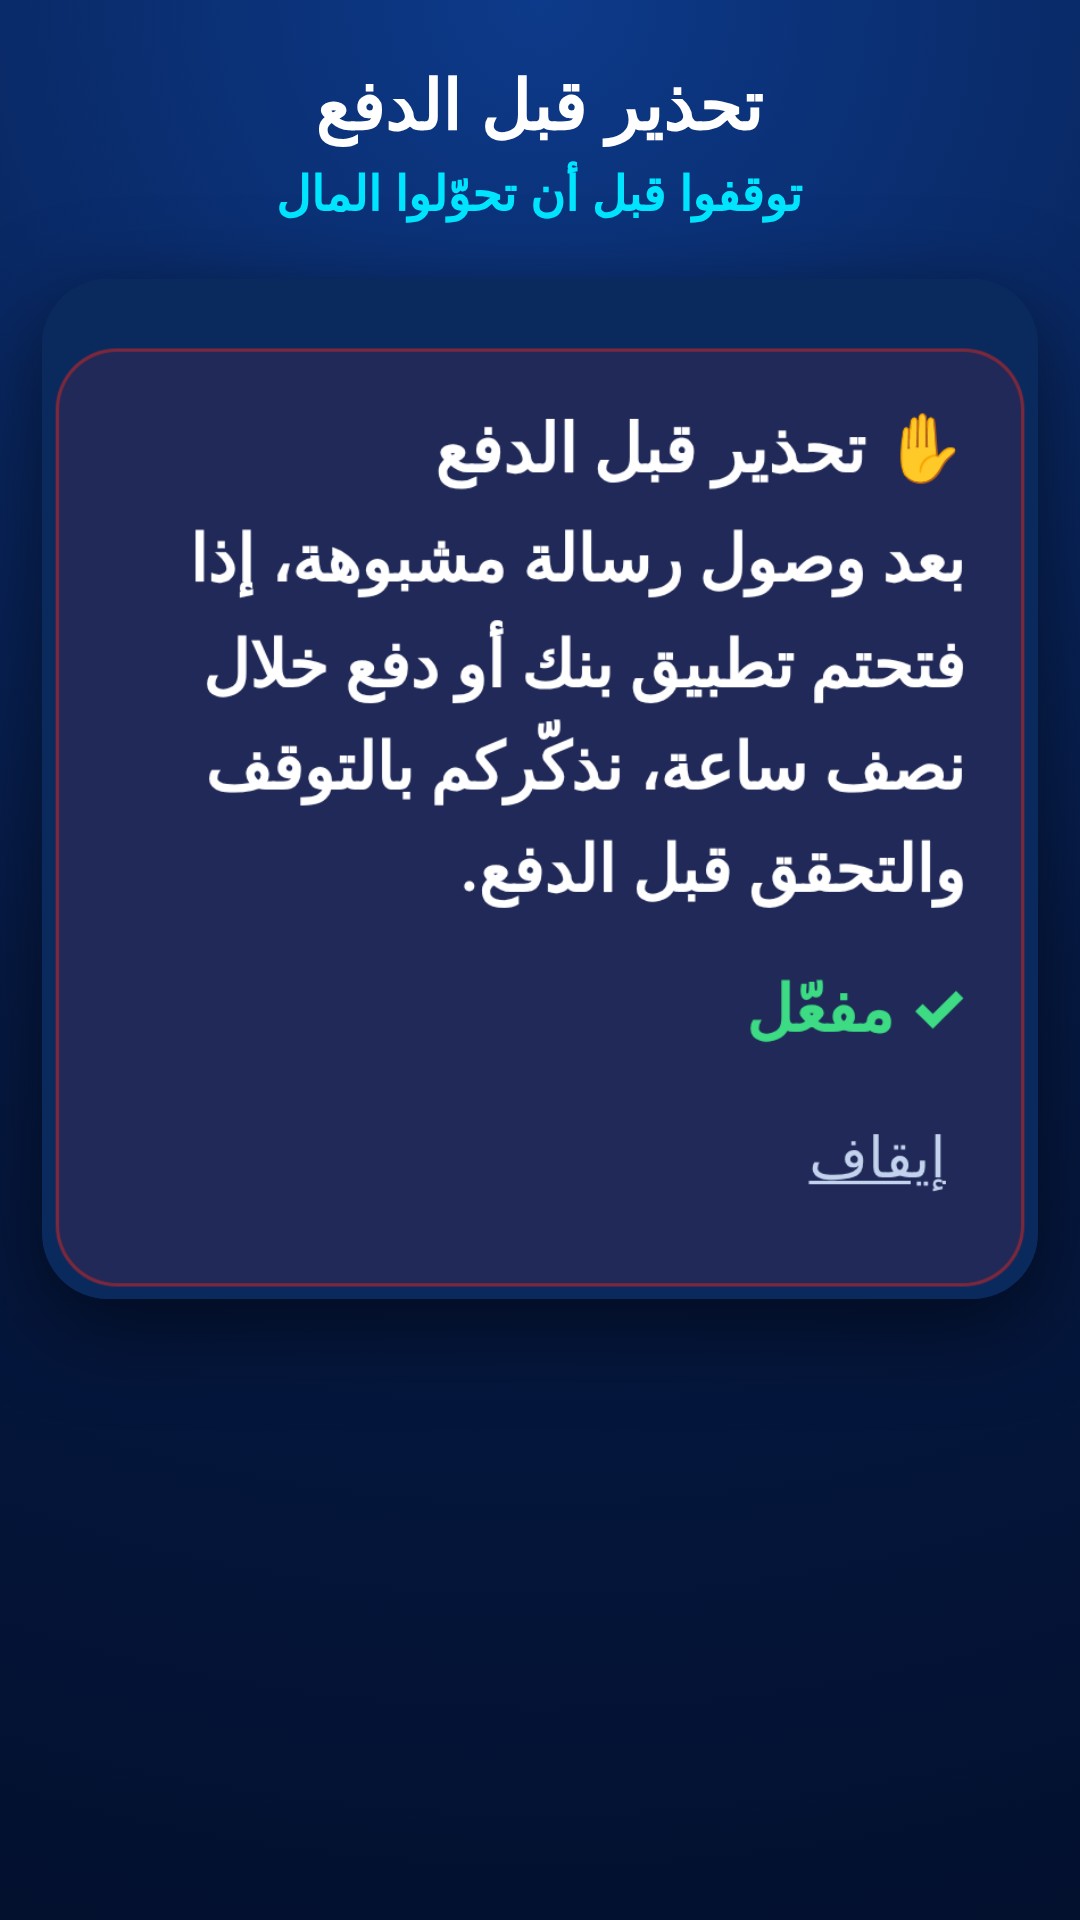 تحذير قبل الدفع
توقفوا قبل أن تحوّلوا المال
✋ تحذير قبل الدفع
بعد وصول رسالة مشبوهة، إذا
فتحتم تطبيق بنك أو دفع خلال
نصف ساعة، نذكّركم بالتوقف
والتحقق قبل الدفع.
✓ مفعّل
إيقاف